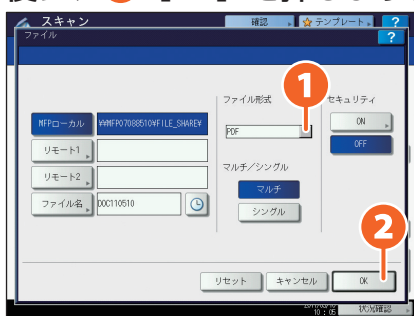 スキャン
確認
テンプレート
?
ファイル
?
ファイル形式
1
セキュリティ
MFPローカル
¥¥MFP07088510¥FILE_SHARE¥
PDF
ON
OFF
リモート1
マルチ/シングル
リモート2
マルチ
ファイル名
DOC110510
シングル
2
リセット
キャンセル
OK
10:05
状況確認